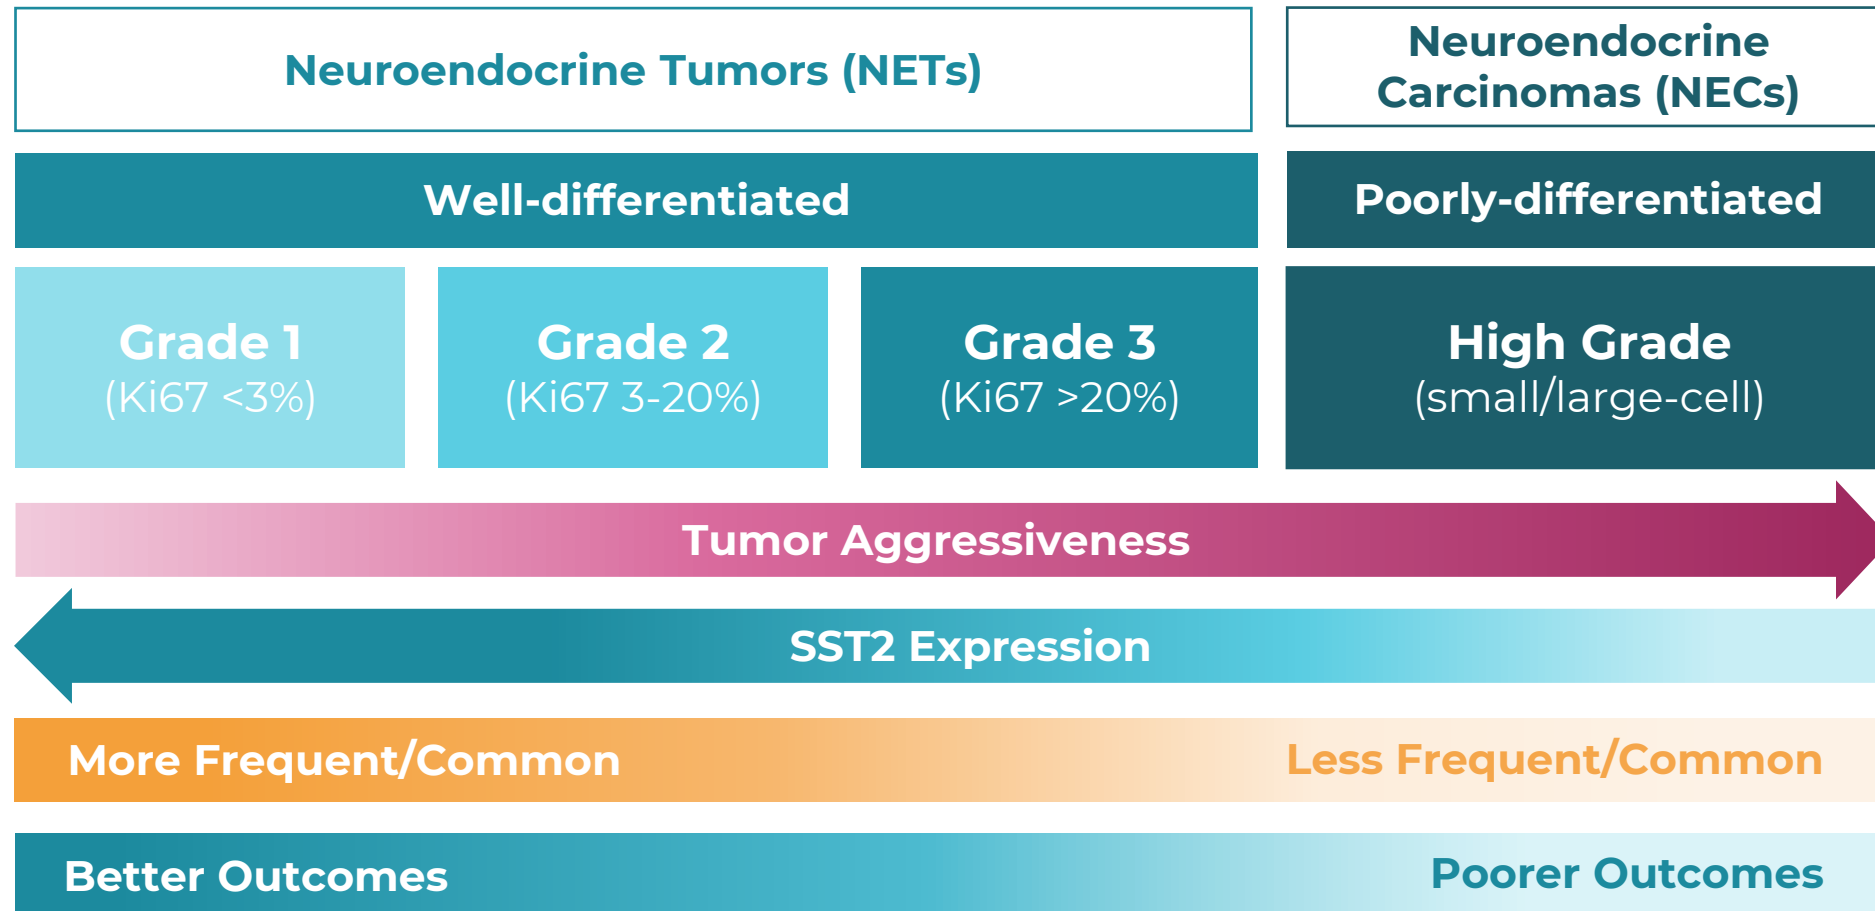 Neuroendocrine Tumors (NETs)
Neuroendocrine
Carcinomas (NECs)
Well-differentiated
Poorly-differentiated
Grade 1
(Ki67 <3%)
Grade 2
(Ki67 3-20%)
Grade 3
(Ki67 >20%)
High Grade
(small/large-cell)
Tumor Aggressiveness
SST2 Expression
More Frequent/Common
Less Frequent/Common
Better Outcomes
Poorer Outcomes